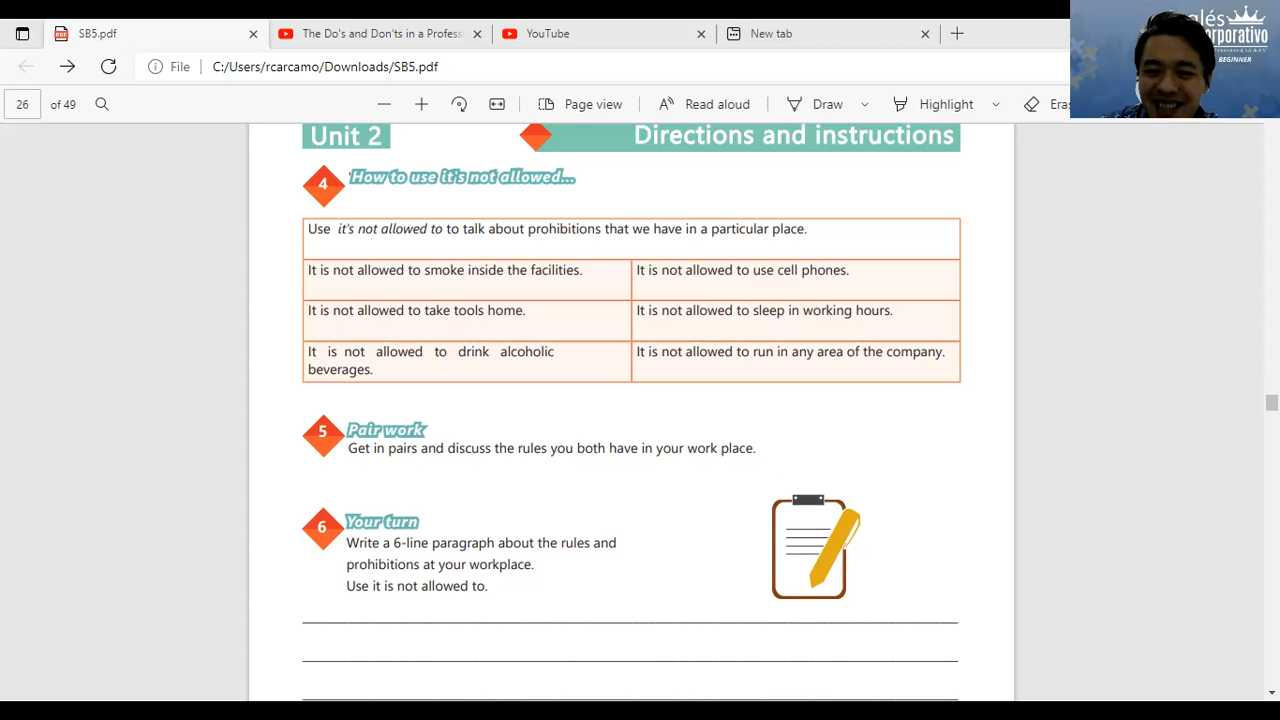 SB5.pdf
The Do's and Don'ts in a Profess
YouTube
New tab
File
C:/Users/rcarcamo/Downloads/SB5.pdf
26
of 49
Page view
Read aloud
Draw
Highlight
Eras
glés
orporativo
BEGINNER
Unit 2
Directions and instructions
4
How to use it's not allowed...
Use it's not allowed to to talk about prohibitions that we have in a particular place.
It is not allowed to smoke inside the facilities.
It is not allowed to use cell phones.
It is not allowed to take tools home.
It is not allowed to sleep in working hours.
It is not allowed to drink alcoholic
beverages.
It is not allowed to run in any area of the company.
5
Pair work
Get in pairs and discuss the rules you both have in your work place.
6
Your turn
Write a 6-line paragraph about the rules and
prohibitions at your workplace.
Use it is not allowed to.